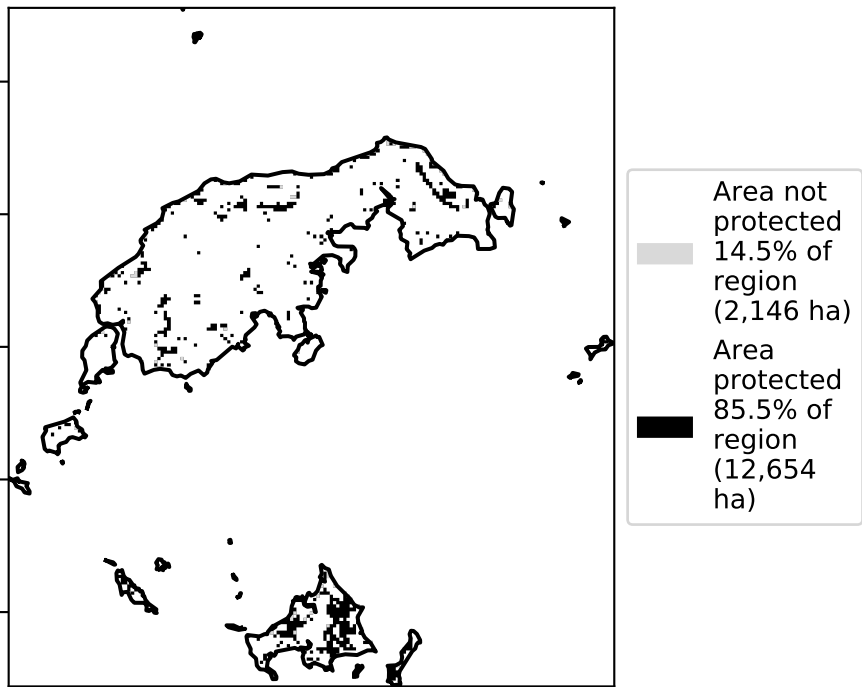 Area not
protected
14.5% of
region
(2,146 ha)
Area
protected
85.5% of
region
(12,654
ha)